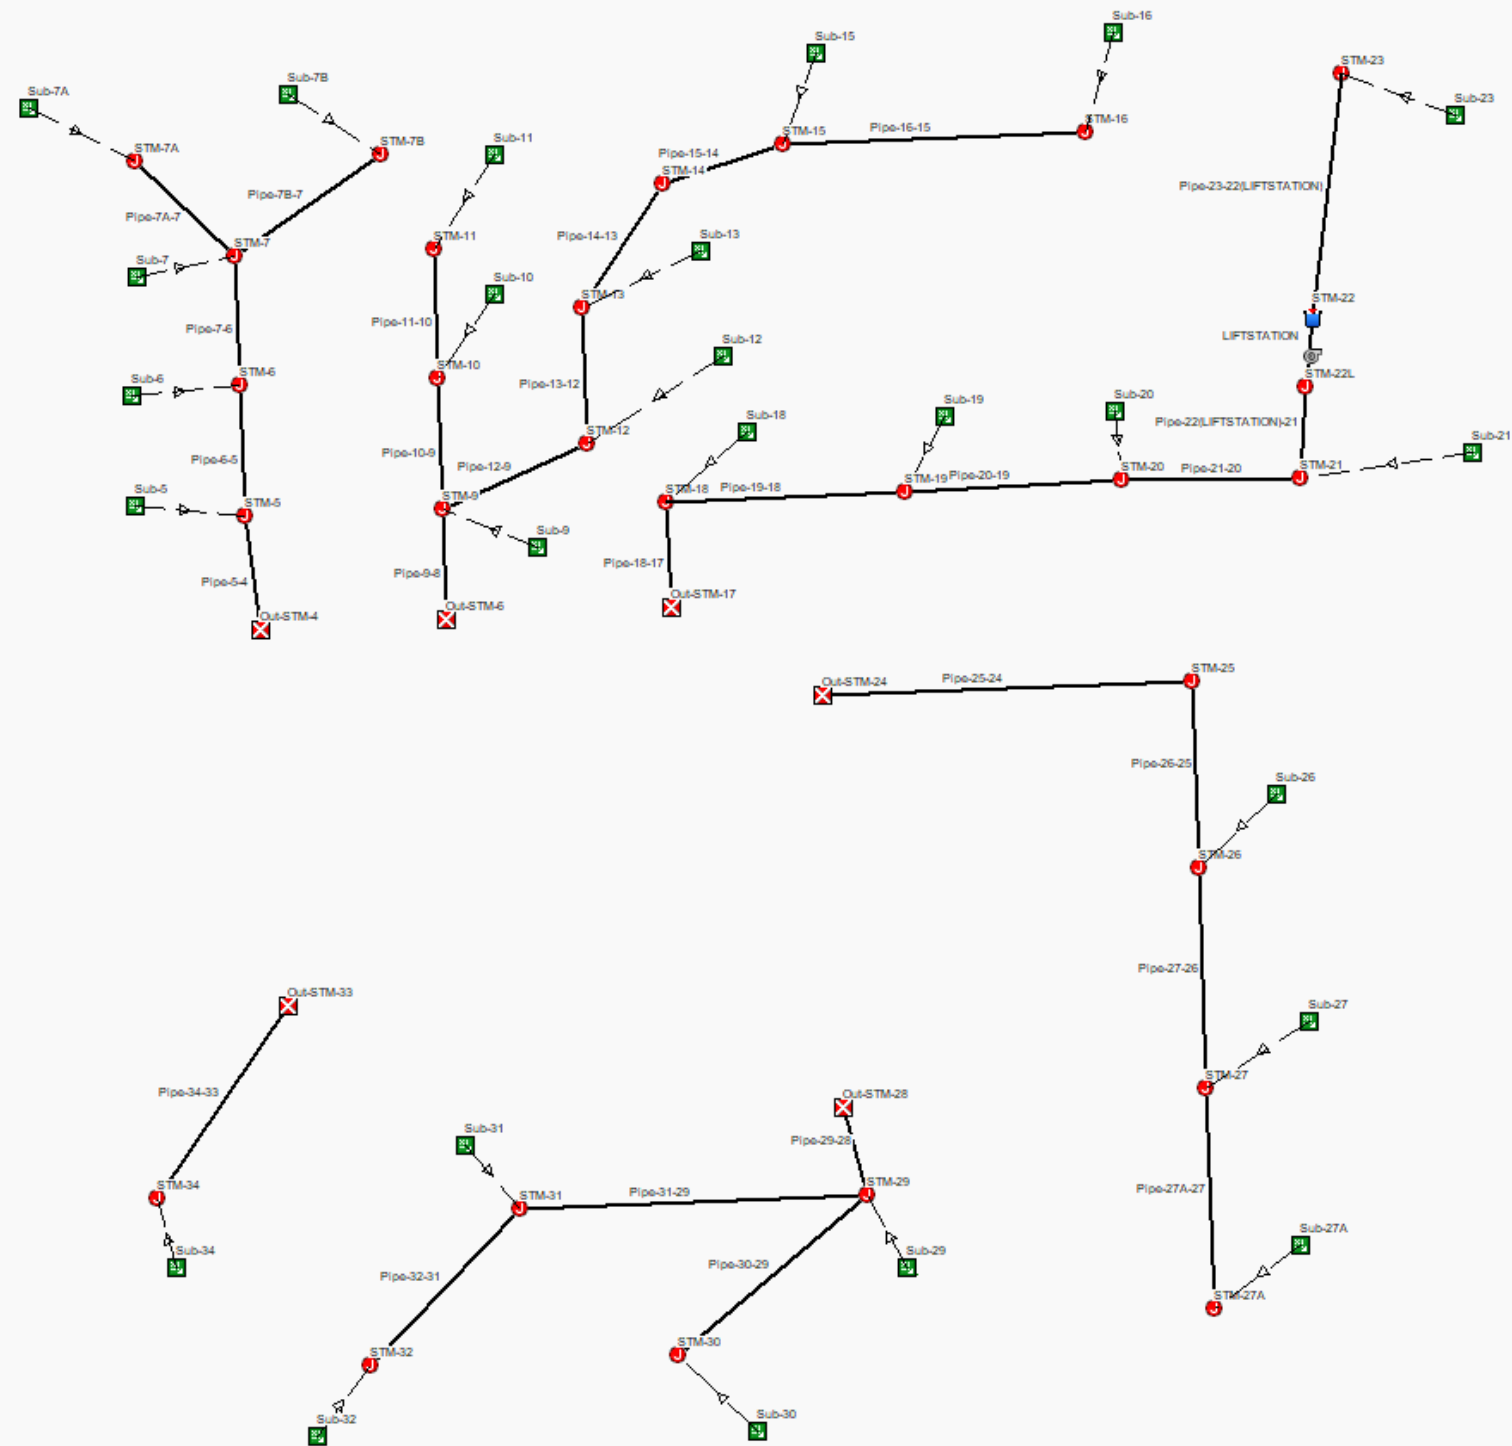 Sub-16
Sub-15
STM-23
Sub-7B
Sub-7A
Sub-23
STM-16
Pipe-16-15
STM-15
Sub-11
STM-7B
STM-7A
Pipe-15-14
STM-14
Pipe-23-22(LIFTSTATION)
Pipe-7B-7
Pipe-7A-7
STM-11
Pipe-14-13
Sub-13
STM-7
Sub-7
Sub-10
STM-13
STM-22
Pipe-11-10
Pipe-7-6
LIFTSTATION
Sub-12
STM-10
STM-6
Sub-6
STM-22L
Pipe-13-12
Sub-19
Sub-20
Sub-18
Pipe-22(LIFTSTATION)-21
STM-12
Sub-21
Pipe-10-9
Pipe-6-5
Pipe-12-9
STM-20
Pipe-21-20
STM-21
STM-19
Pipe-20-19
STM-18
Pipe-19-18
Sub-5
STM-9
STM-5
Sub-9
Pipe-18-17
Pipe-9-8
Pipe-5-4
Out-STM-17
Out-STM-6
Out-STM-4
STM-25
Out-STM-24
Pipe-25-24
Pipe-26-25
Sub-26
STM-26
Pipe-27-26
Out-STM-33
Sub-27
STM-27
Pipe-34-33
Out-STM-28
Sub-31
Pipe-29-28
STM-34
STM-29
Pipe-27A-27
Pipe-31-29
STM-31
Sub-27A
Sub-34
Sub-29
Pipe-30-29
Pipe-32-31
STM-27A
STM-30
STM-32
Sub-30
Sub-32